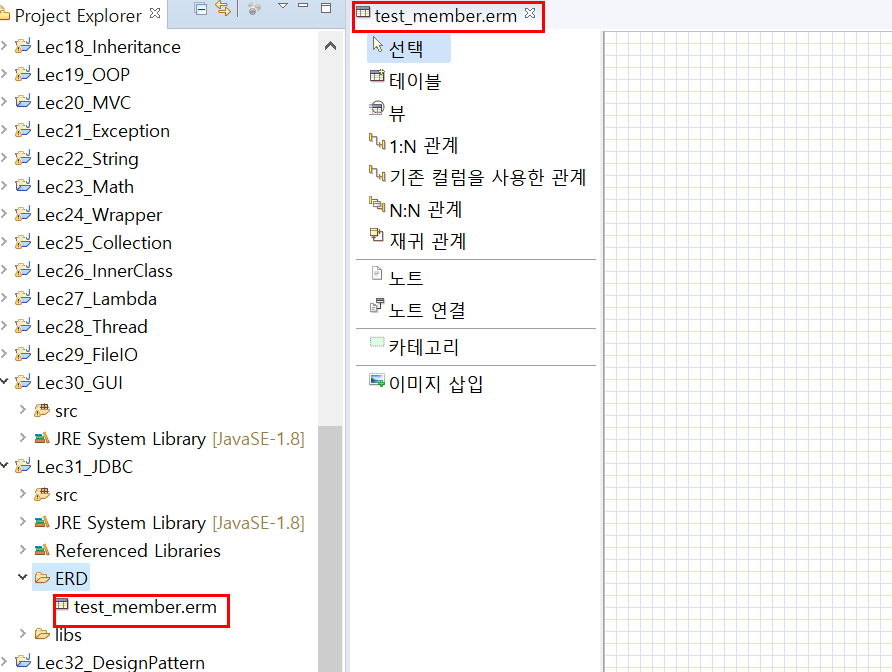 Project Explorer
Lec18_Inheritance
Lec19_OOP
Lec20_MVC
Lec21_Exception
Lec22_String
Lec23_Math
Lec24_Wrapper
Lec25_Collection
Lec26_InnerClass
Lec27_Lambda
Lec28_Thread
Lec29_FileIO
Lec30_GUI
src
JRE System Library [JavaSE-1.8]
Lec31_JDBC
src
JRE System Library [JavaSE-1.8]
Referenced Libraries
ERD
test_member.erm
libs
Lec32_DesignPattern
test_member.erm
선택
테이블
뷰
1:N 관계
기존 컬럼을 사용한 관계
N:N 관계
재귀 관계
노트
노트 연결
카테고리
이미지 삽입